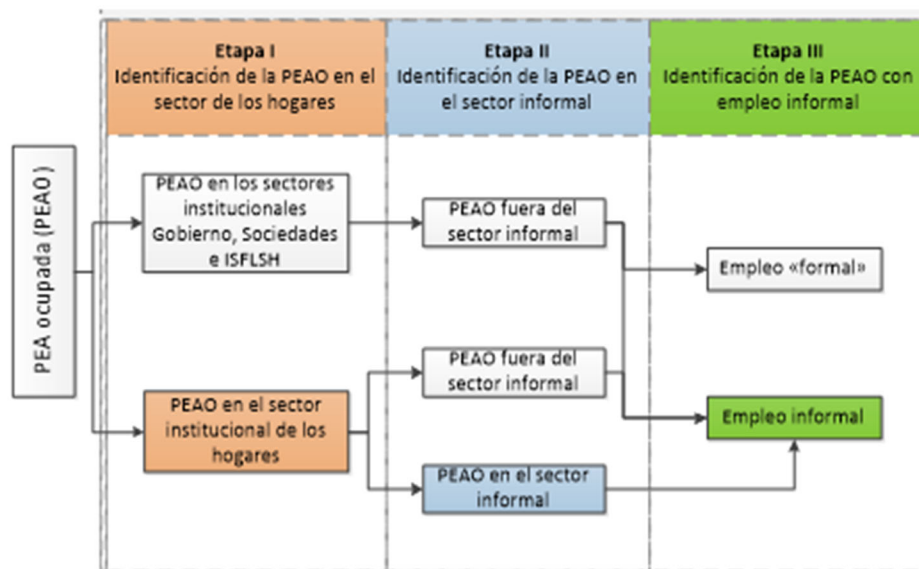 Etapa I
Identificación de la PEAO en el
sector de los hogares
Etapa II
Identificación de la PEAO en
el sector informal
Etapa III
Identificación de la PEAO con
empleo informal
PEA ocupada (PEAO)
PEAO en los sectores
institucionales
Gobierno, Sociedades
e ISFLSH
PEAO fuera del
sector informal
Empleo «formal»
PEAO en el sector
institucional de los
hogares
PEAO fuera del
sector informal
PEAO en el sector
informal
Empleo informal